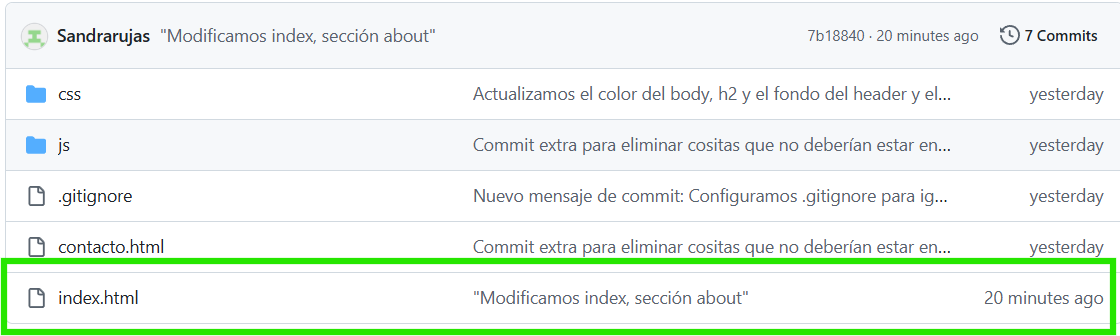 Sandrarujas "Modificamos index, sección about" 7b18840 · 20 minutes ago 7 Commits
css Actualizamos el color del body, h2 y el fondo del header y el... yesterday
js Commit extra para eliminar cositas que no deberían estar en... yesterday
.gitignore Nuevo mensaje de commit: Configuramos .gitignore para ig... yesterday
contacto.html Commit extra para eliminar cositas que no deberían estar en... yesterday
index.html "Modificamos index, sección about" 20 minutes ago